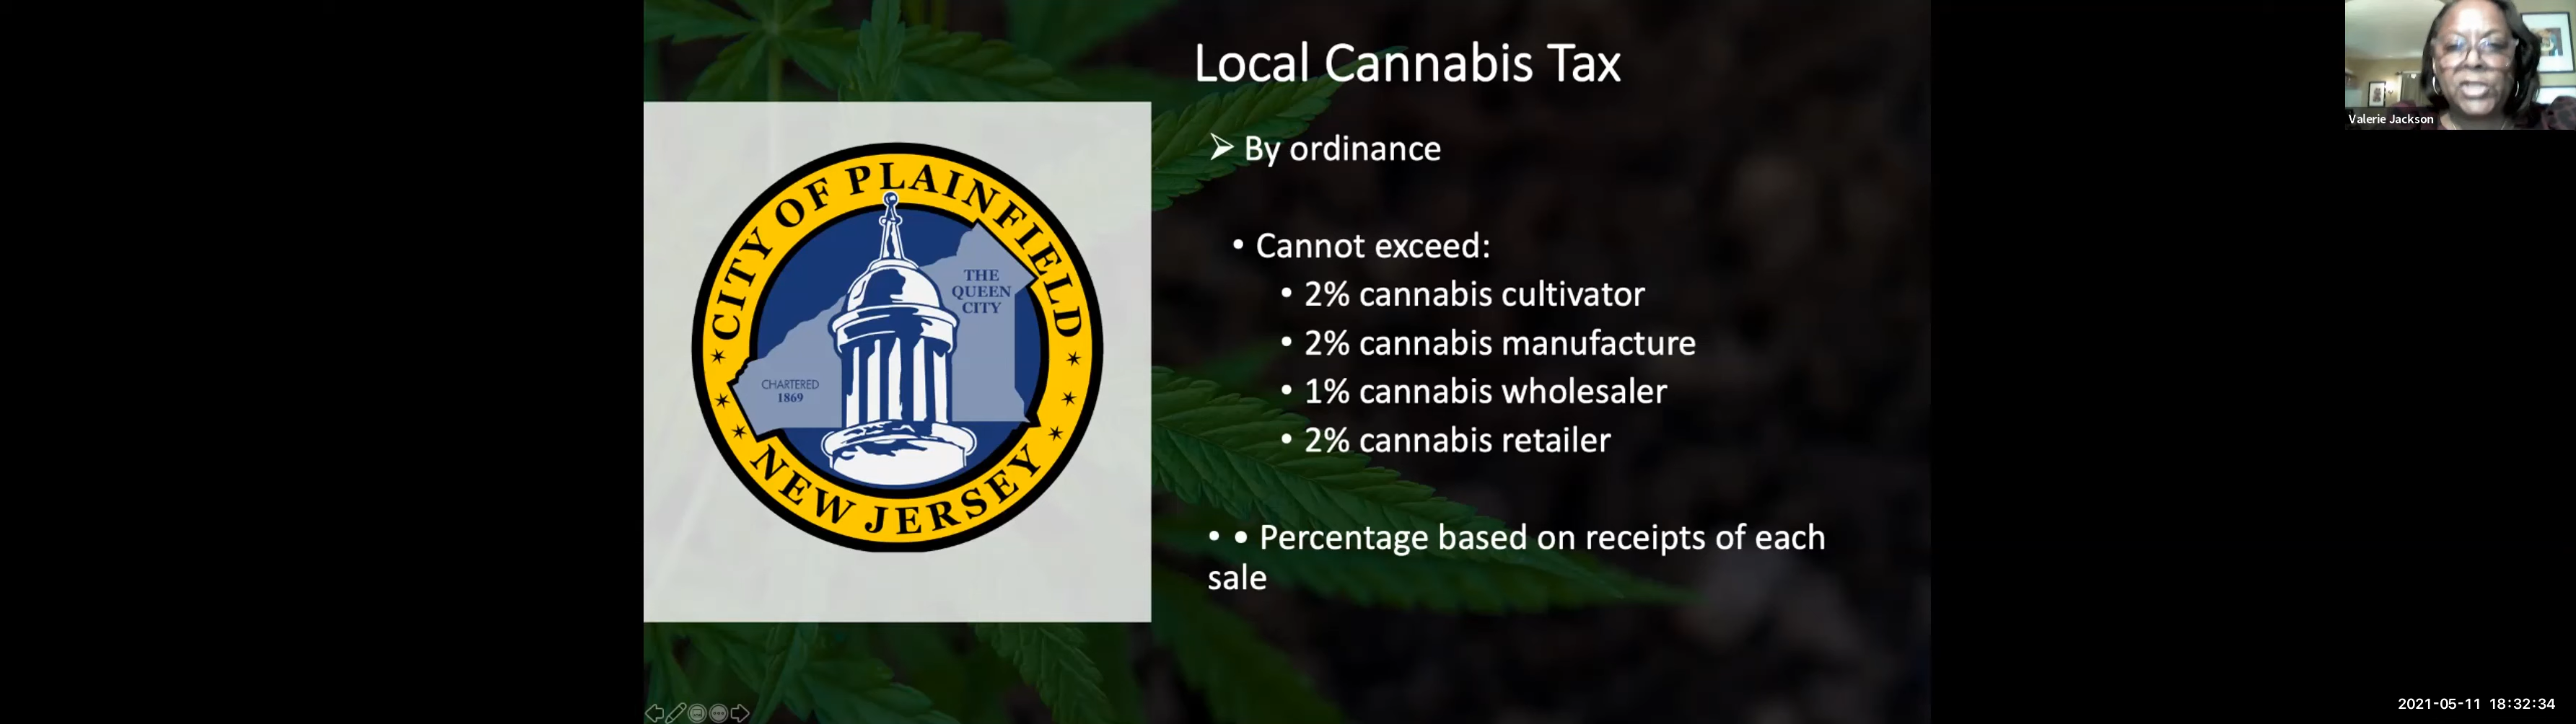 Local Cannabis Tax
➢ By ordinance
• Cannot exceed:
• 2% cannabis cultivator
• 2% cannabis manufacture
• 1% cannabis wholesaler
• 2% cannabis retailer
• • Percentage based on receipts of each
sale
CITY OF PLAINFIELD
THE
QUEEN
CITY
CHARTERED
1869
NEW JERSEY
Valerie Jackson
2021-05-11 18:32:34